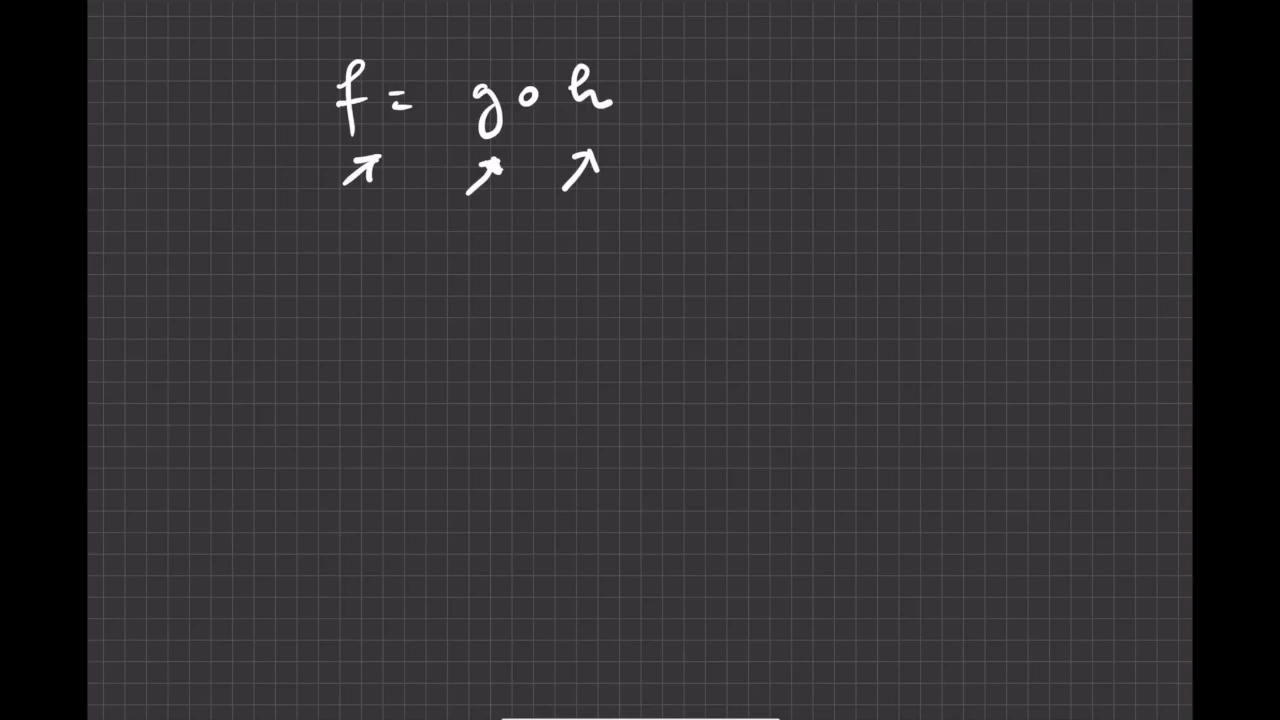 f = g ∘ h
↗ ↗ ↗